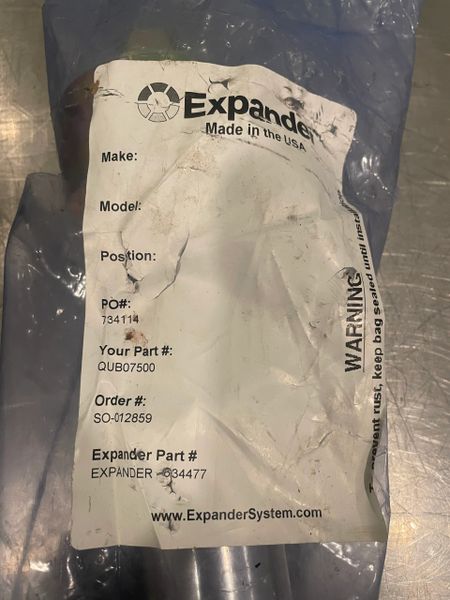 Expander
Made in the USA
Make:
Model:
Position:
PO#:
734114
Your Part #:
QUB07500
Order #:
SO-012859
Expander Part #
EXPANDER - 634477
www.ExpanderSystem.com
WARNING
To prevent rust, keep bag sealed until